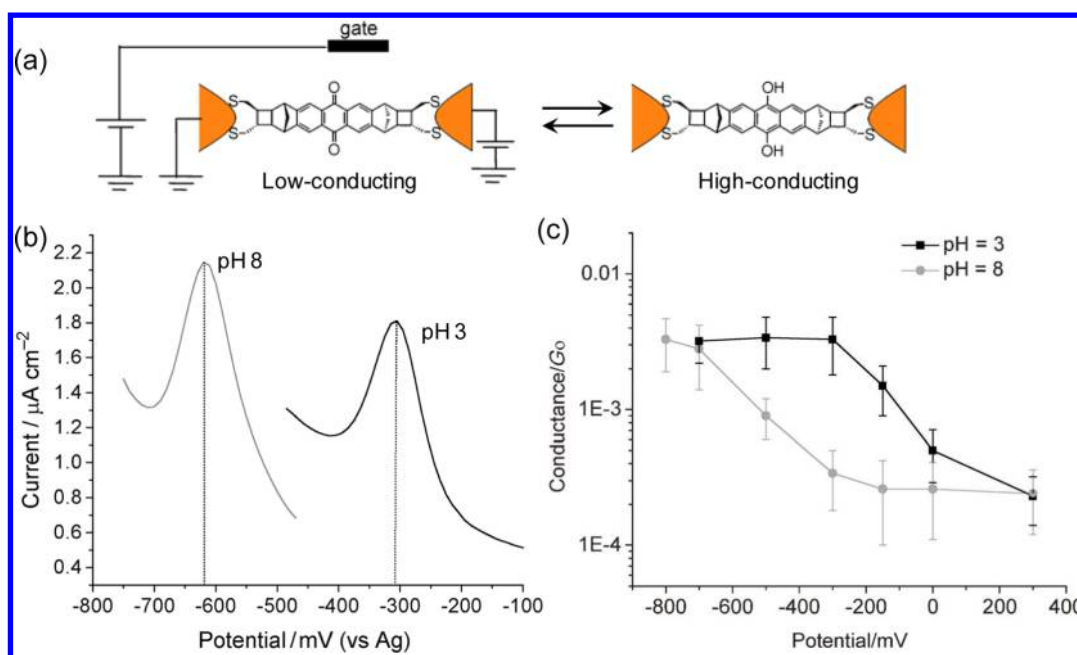 (a)
gate
S
S
O
O
S
S
S
S
OH
OH
S
S
Low-conducting
High-conducting
(b)
2.2
2.0
1.8
1.6
1.4
1.2
1.0
0.8
0.6
0.4
pH 8
pH 3
Current / μA cm⁻²
-800 -700 -600 -500 -400 -300 -200 -100
Potential / mV (vs Ag)
(c)
pH = 3
pH = 8
0.01
1E-3
1E-4
Conductance/G₀
-800 -600 -400 -200 0 200 400
Potential/mV